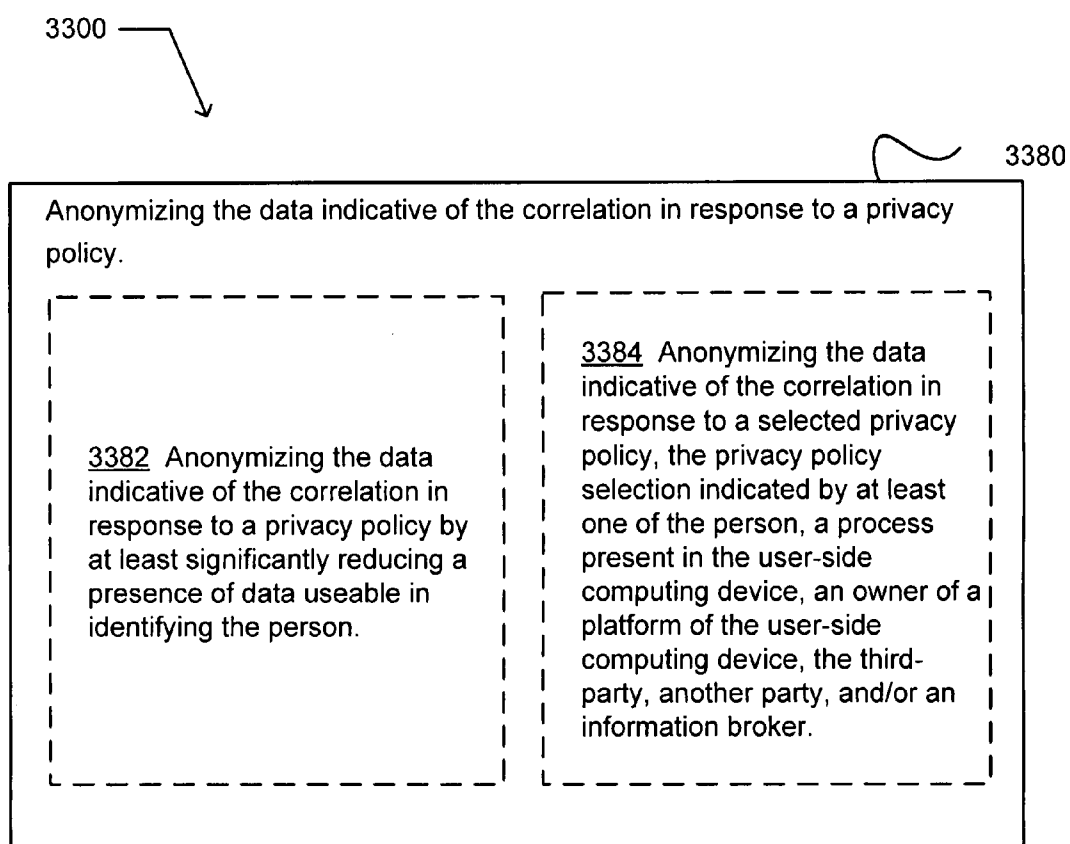 3300
3380
Anonymizing the data indicative of the correlation in response to a privacy
policy.
3382 Anonymizing the data
indicative of the correlation in
response to a privacy policy by
at least significantly reducing a
presence of data useable in
identifying the person.
3384 Anonymizing the data
indicative of the correlation in
response to a selected privacy
policy, the privacy policy
selection indicated by at least
one of the person, a process
present in the user-side
computing device, an owner of a
platform of the user-side
computing device, the third-
party, another party, and/or an
information broker.